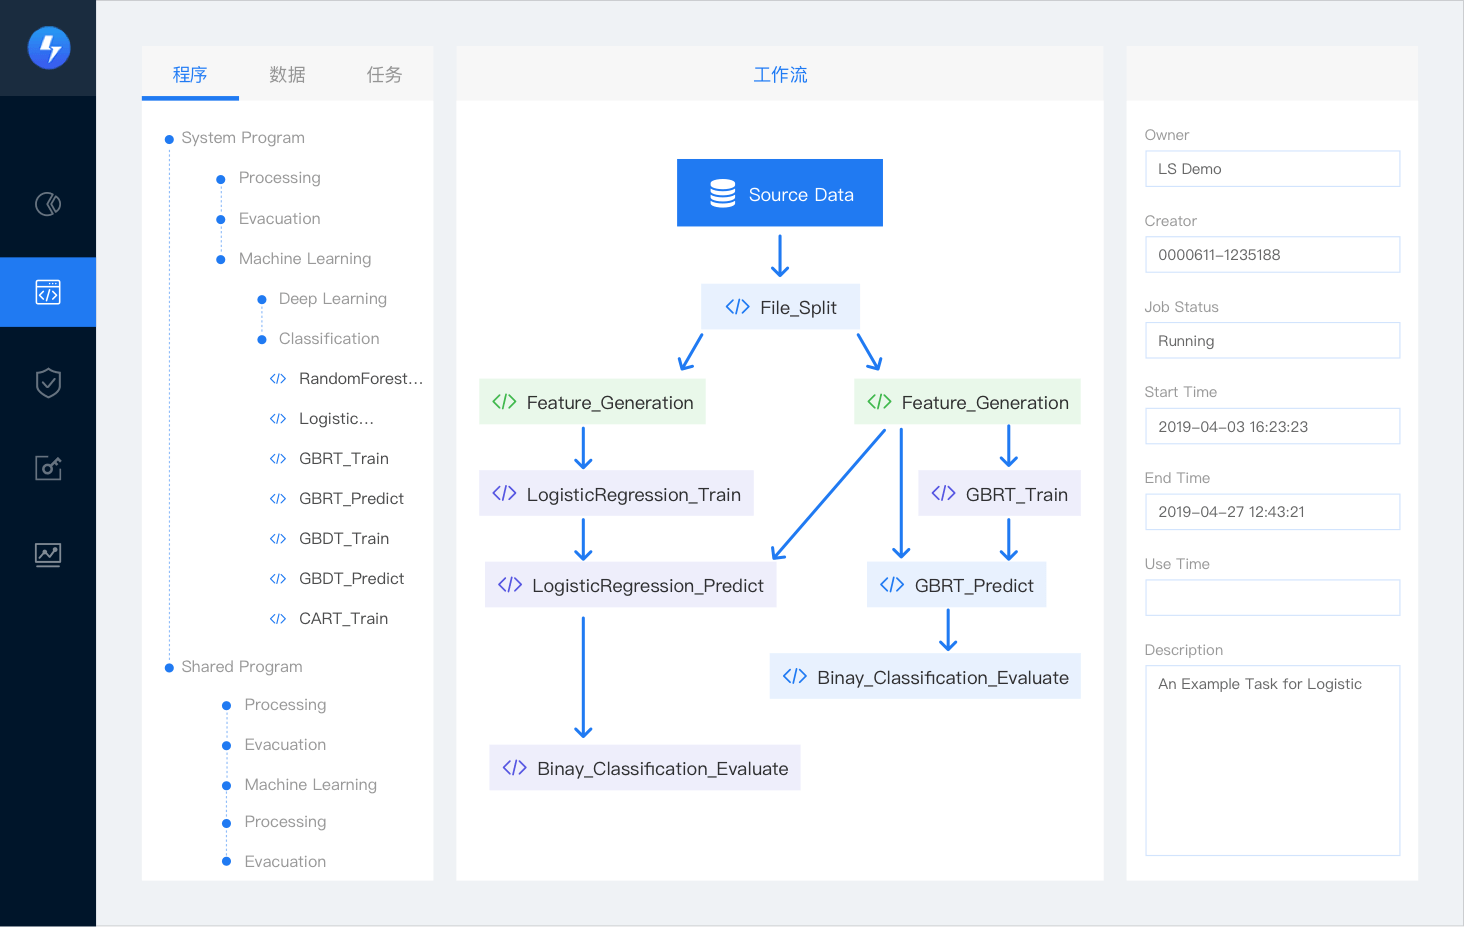 程序
数据
任务
System Program
Processing
Evacuation
Machine Learning
Deep Learning
Classification
RandomForest...
Logistic...
GBRT_Train
GBRT_Predict
GBDT_Train
GBDT_Predict
CART_Train
Shared Program
Processing
Evacuation
Machine Learning
Processing
Evacuation
工作流
Source Data
File_Split
Feature_Generation
Feature_Generation
LogisticRegression_Train
GBRT_Train
LogisticRegression_Predict
GBRT_Predict
Binay_Classification_Evaluate
Binay_Classification_Evaluate
Owner
LS Demo
Creator
0000611-1235188
Job Status
Running
Start Time
2019-04-03 16:23:23
End Time
2019-04-27 12:43:21
Use Time
Description
An Example Task for Logistic